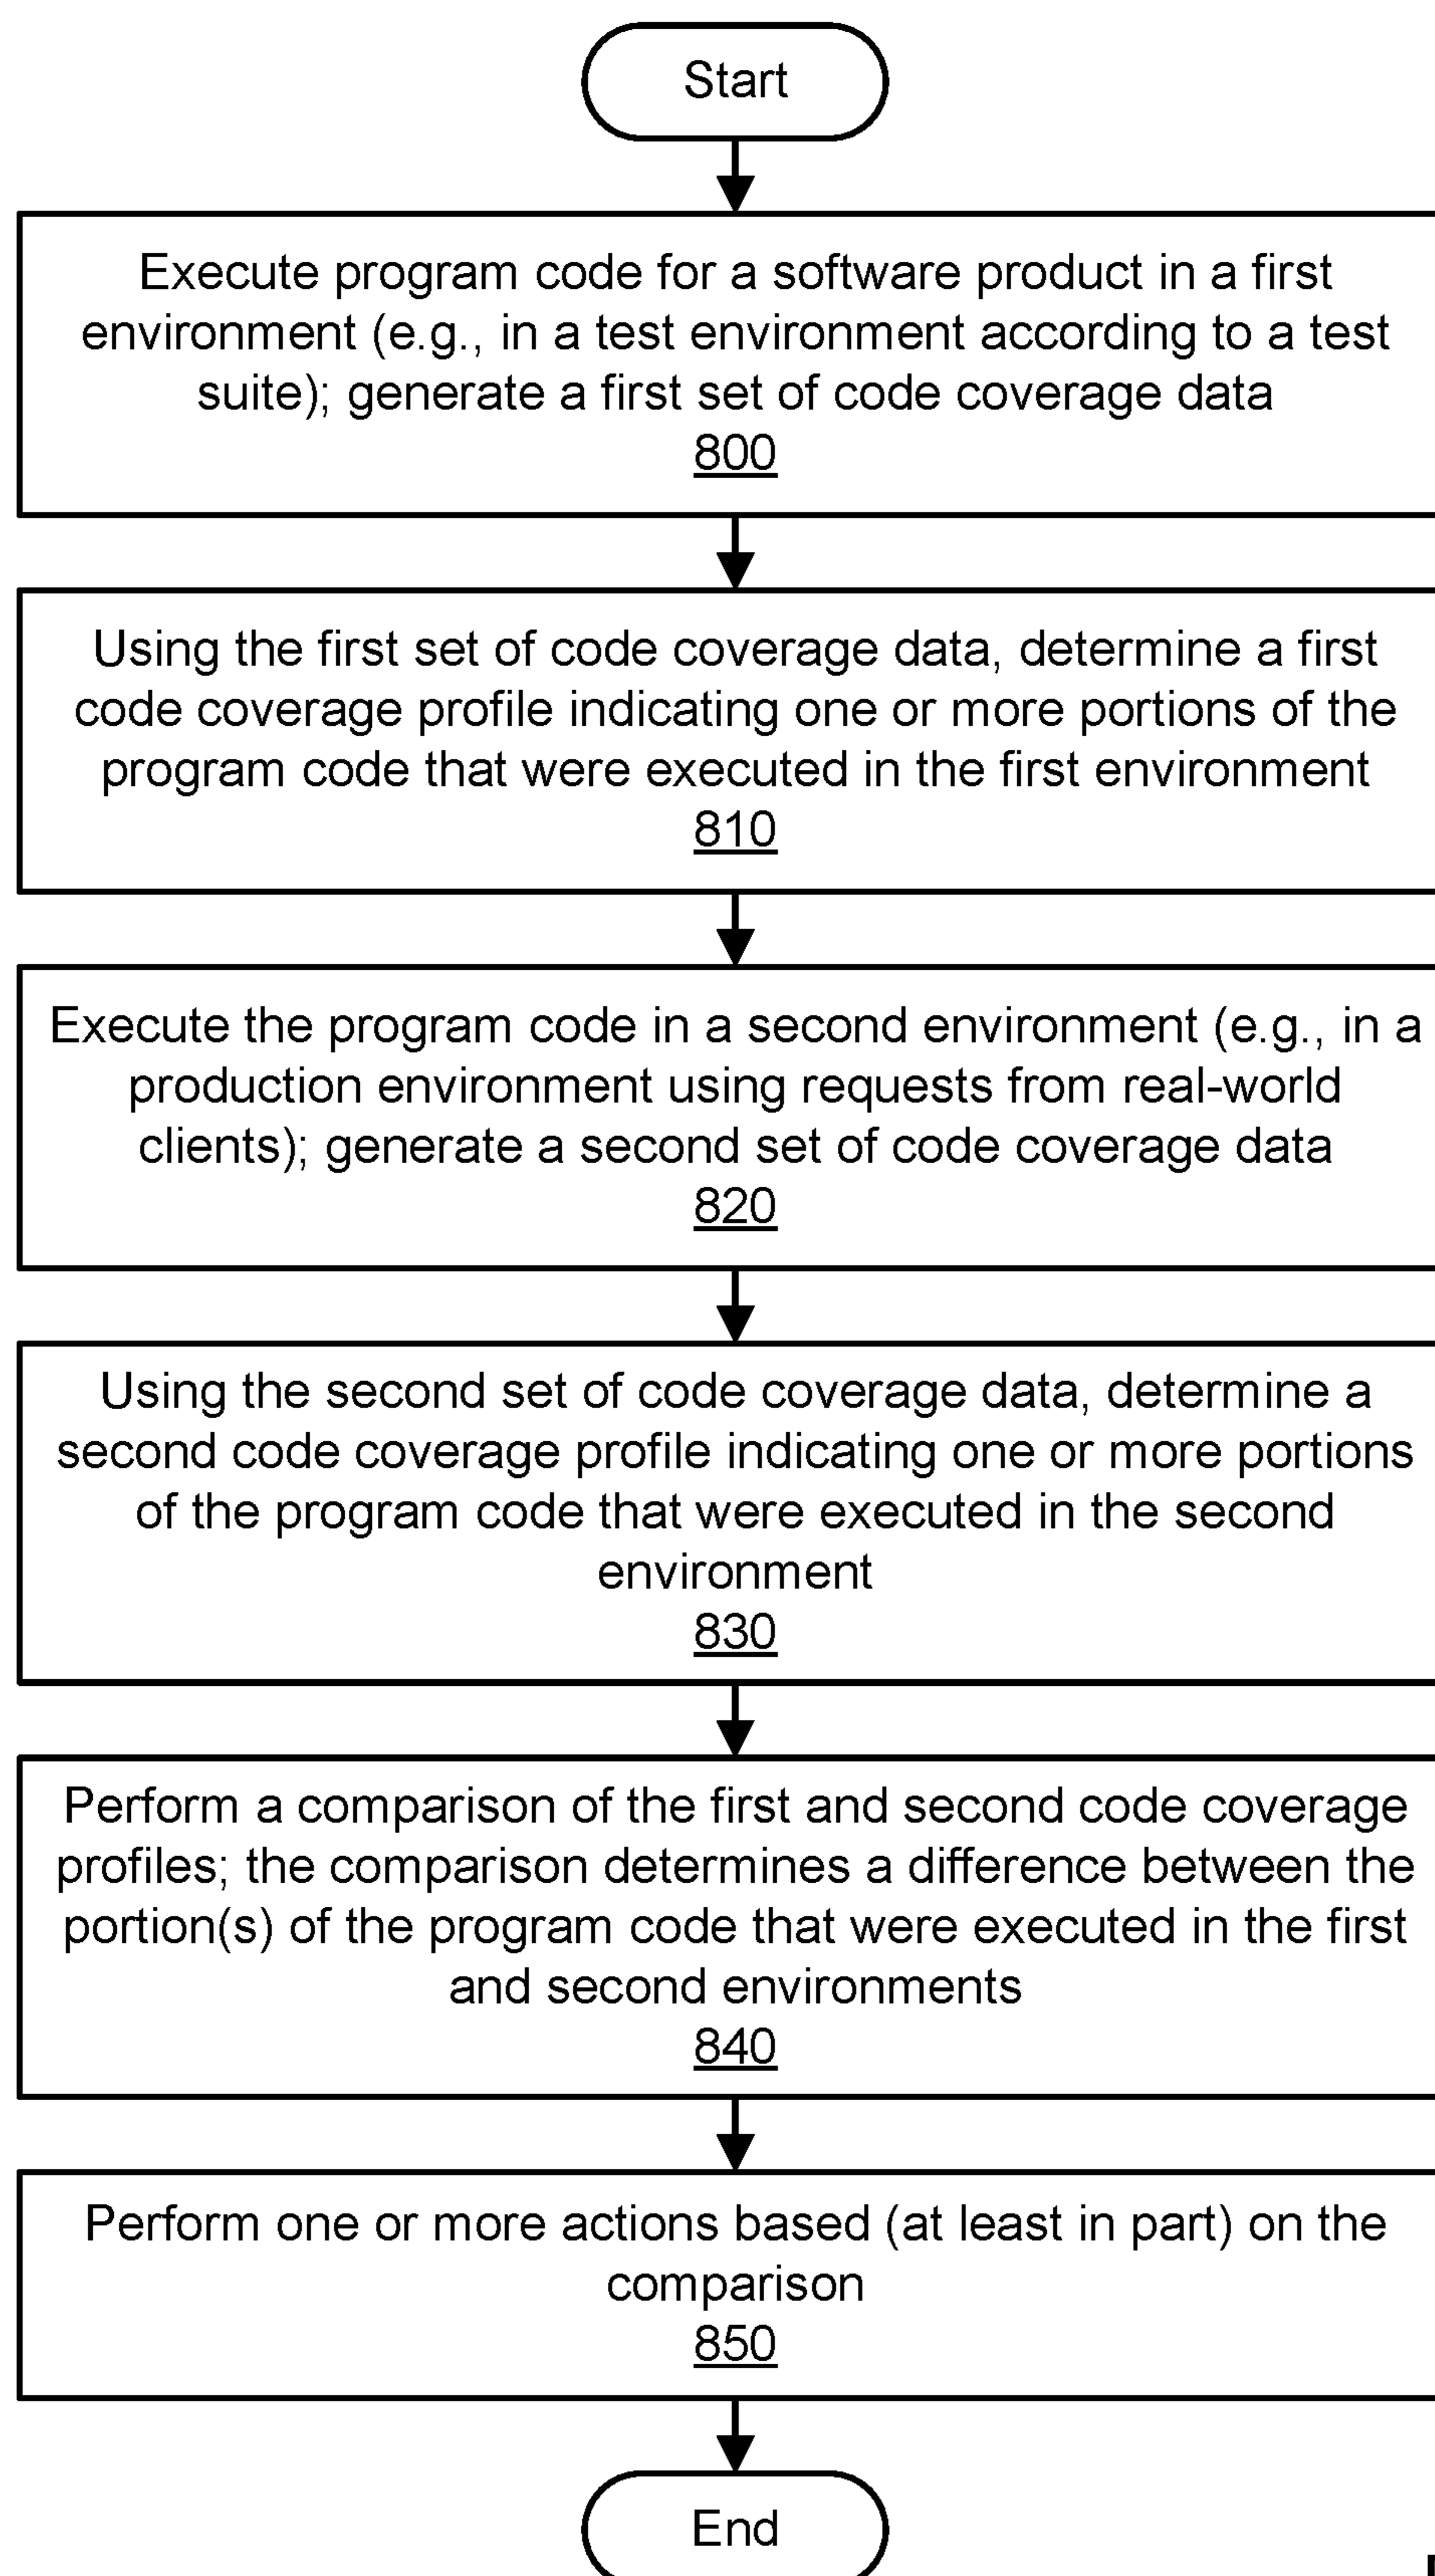 Start
Execute program code for a software product in a first
environment (e.g., in a test environment according to a test
suite); generate a first set of code coverage data
800
Using the first set of code coverage data, determine a first
code coverage profile indicating one or more portions of the
program code that were executed in the first environment
810
Execute the program code in a second environment (e.g., in a
production environment using requests from real-world
clients); generate a second set of code coverage data
820
Using the second set of code coverage data, determine a
second code coverage profile indicating one or more portions
of the program code that were executed in the second
environment
830
Perform a comparison of the first and second code coverage
profiles; the comparison determines a difference between the
portion(s) of the program code that were executed in the first
and second environments
840
Perform one or more actions based (at least in part) on the
comparison
850
End